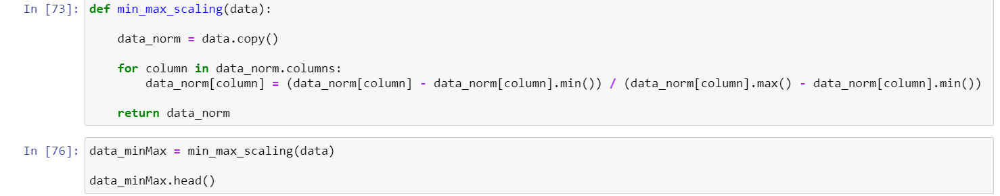 In [73]: def min_max_scaling(data):
data_norm = data.copy()
for column in data_norm.columns:
data_norm[column] = (data_norm[column] - data_norm[column].min()) / (data_norm[column].max() - data_norm[column].min())
return data_norm
In [76]: data_minMax = min_max_scaling(data)
data_minMax.head()